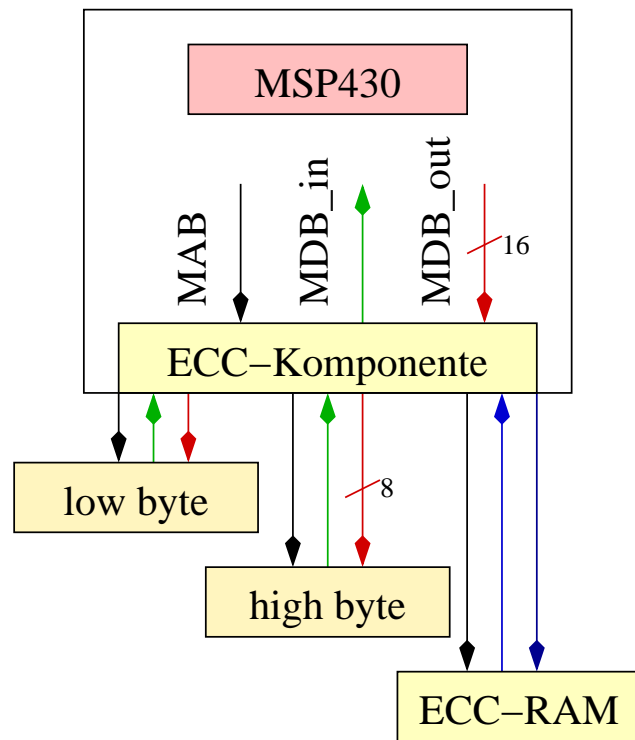 MSP430
MAB
MDB_in
MDB_out
16
ECC−Komponente
low byte
8
high byte
ECC−RAM